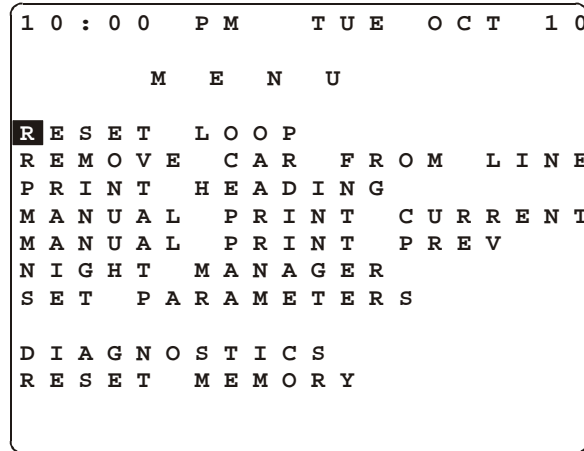 10:00 PM TUE OCT 10
MENU
RESET LOOP
REMOVE CAR FROM LINE
PRINT HEADING
MANUAL PRINT CURRENT
MANUAL PRINT PREV
NIGHT MANAGER
SET PARAMETERS
DIAGNOSTICS
RESET MEMORY